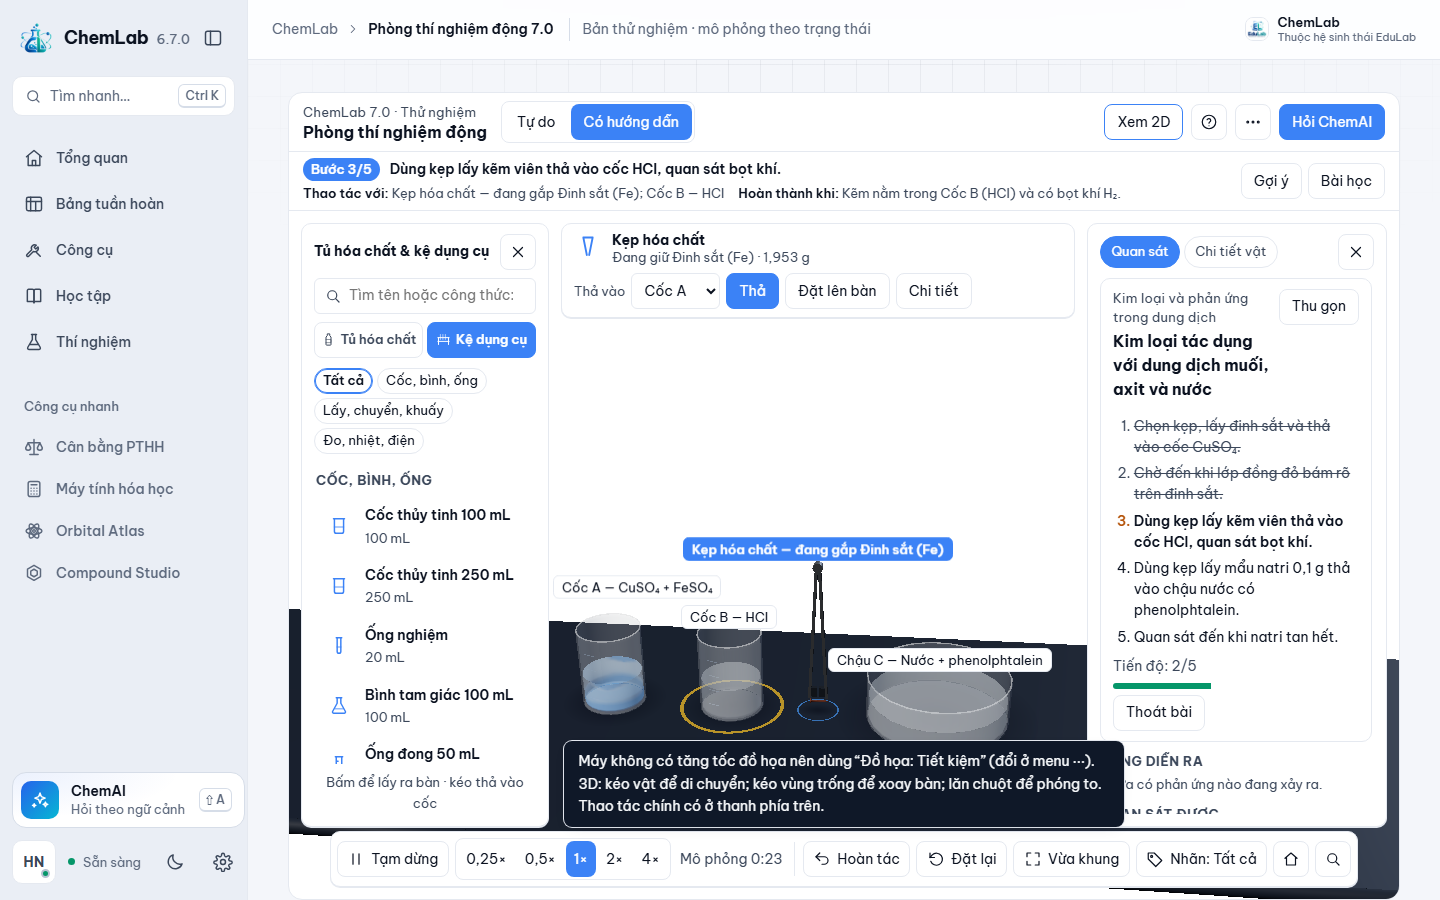 ChemLab 6.7.0
Tìm nhanh... Ctrl K
Tổng quan
Bảng tuần hoàn
Công cụ
Học tập
Thí nghiệm
Công cụ nhanh
Cân bằng PTHH
Máy tính hóa học
Orbital Atlas
Compound Studio
ChemAI
Hỏi theo ngữ cảnh
⇧A
HN
Sẵn sàng
ChemLab > Phòng thí nghiệm động 7.0 Bản thử nghiệm · mô phỏng theo trạng thái
ChemLab
Thuộc hệ sinh thái EduLab
ChemLab 7.0 · Thử nghiệm
Phòng thí nghiệm động
Tự do
Có hướng dẫn
Xem 2D
Hỏi ChemAI
Bước 3/5 Dùng kẹp lấy kẽm viên thả vào cốc HCl, quan sát bọt khí.
Thao tác với: Kẹp hóa chất — đang gắp Đinh sắt (Fe); Cốc B — HCl Hoàn thành khi: Kẽm nằm trong Cốc B (HCl) và có bọt khí H₂.
Gợi ý
Bài học
Tủ hóa chất & kệ dụng cụ
Tìm tên hoặc công thức:
Tủ hóa chất
Kệ dụng cụ
Tất cả
Cốc, bình, ống
Lấy, chuyển, khuấy
Đo, nhiệt, điện
CỐC, BÌNH, ỐNG
Cốc thủy tinh 100 mL
100 mL
Cốc thủy tinh 250 mL
250 mL
Ống nghiệm
20 mL
Bình tam giác 100 mL
100 mL
Ống đong 50 mL
Bấm để lấy ra bàn · kéo thả vào
cốc
Kẹp hóa chất
Đang giữ Đinh sắt (Fe) · 1,953 g
Thả vào Cốc A Thả Đặt lên bàn Chi tiết
Kẹp hóa chất — đang gắp Đinh sắt (Fe)
Cốc A — CuSO₄ + FeSO₄
Cốc B — HCl
Chậu C — Nước + phenolphtalein
Máy không có tăng tốc đồ họa nên dùng “Đồ họa: Tiết kiệm” (đổi ở menu ···).
3D: kéo vật để di chuyển; kéo vùng trống để xoay bàn; lăn chuột để phóng to.
Thao tác chính có ở thanh phía trên.
Quan sát
Chi tiết vật
Kim loại và phản ứng
trong dung dịch
Thu gọn
Kim loại tác dụng
với dung dịch muối,
axit và nước
1. Chọn kẹp, lấy đinh sắt và thả
vào cốc CuSO₄.
2. Chờ đến khi lớp đồng đỏ bám rõ
trên đinh sắt.
3. Dùng kẹp lấy kẽm viên thả vào
cốc HCl, quan sát bọt khí.
4. Dùng kẹp lấy mẩu natri 0,1 g thả
vào chậu nước có
phenolphtalein.
5. Quan sát đến khi natri tan hết.
Tiến độ: 2/5
Thoát bài
NG DIỄN RA
a có phản ứng nào đang xảy ra.
Tạm dừng
0,25× 0,5× 1× 2× 4×
Mô phỏng 0:23
Hoàn tác
Đặt lại
Vừa khung
Nhãn: Tất cả